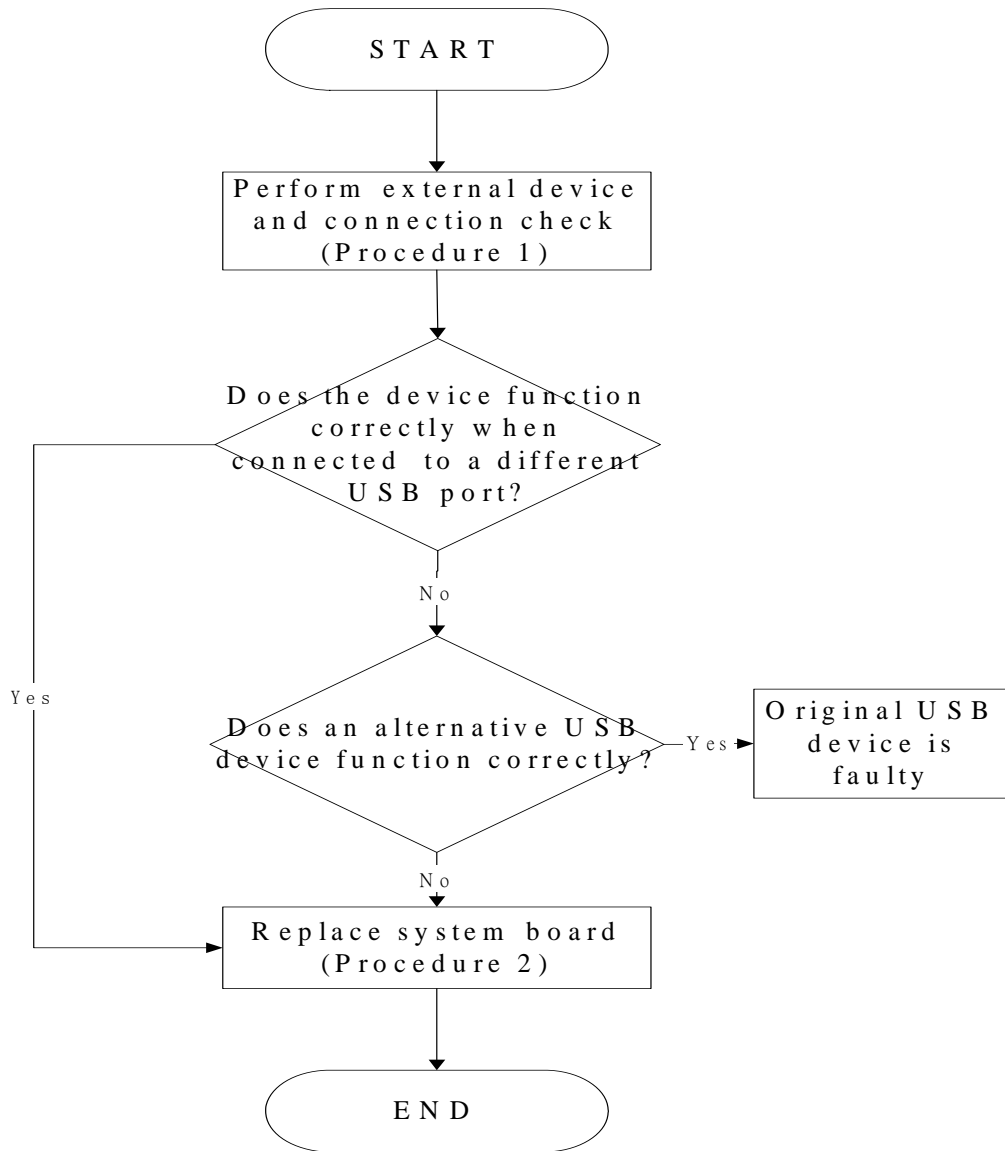 START
Perform external device
and connection check
(Procedure 1)
Does the device function
correctly when
connected to a different
USB port?
No
Yes
Does an alternative USB
device function correctly?
Yes
Original USB
device is
faulty
No
Replace system board
(Procedure 2)
END